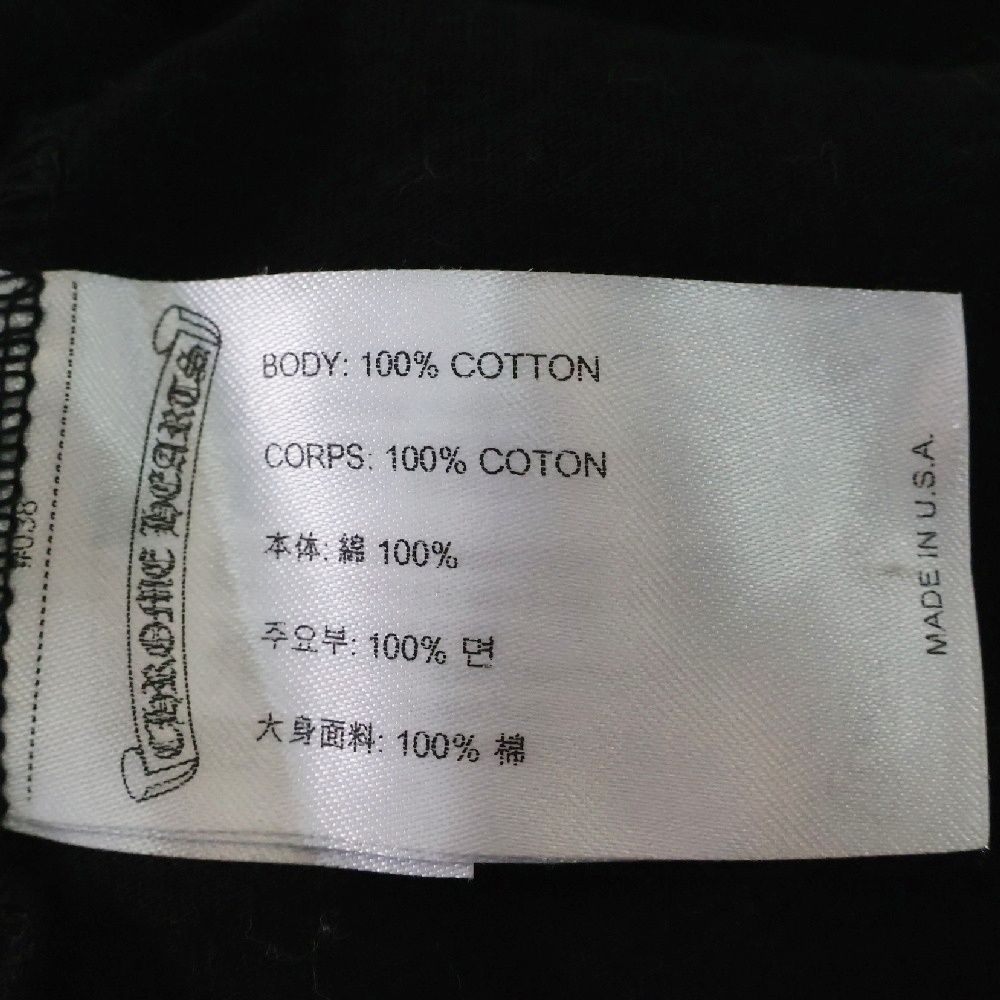 CHROME HEARTS
BODY: 100% COTTON
CORPS: 100% COTON
本体: 綿 100%
주요부: 100% 면
大身面料: 100% 棉
MADE IN U.S.A.